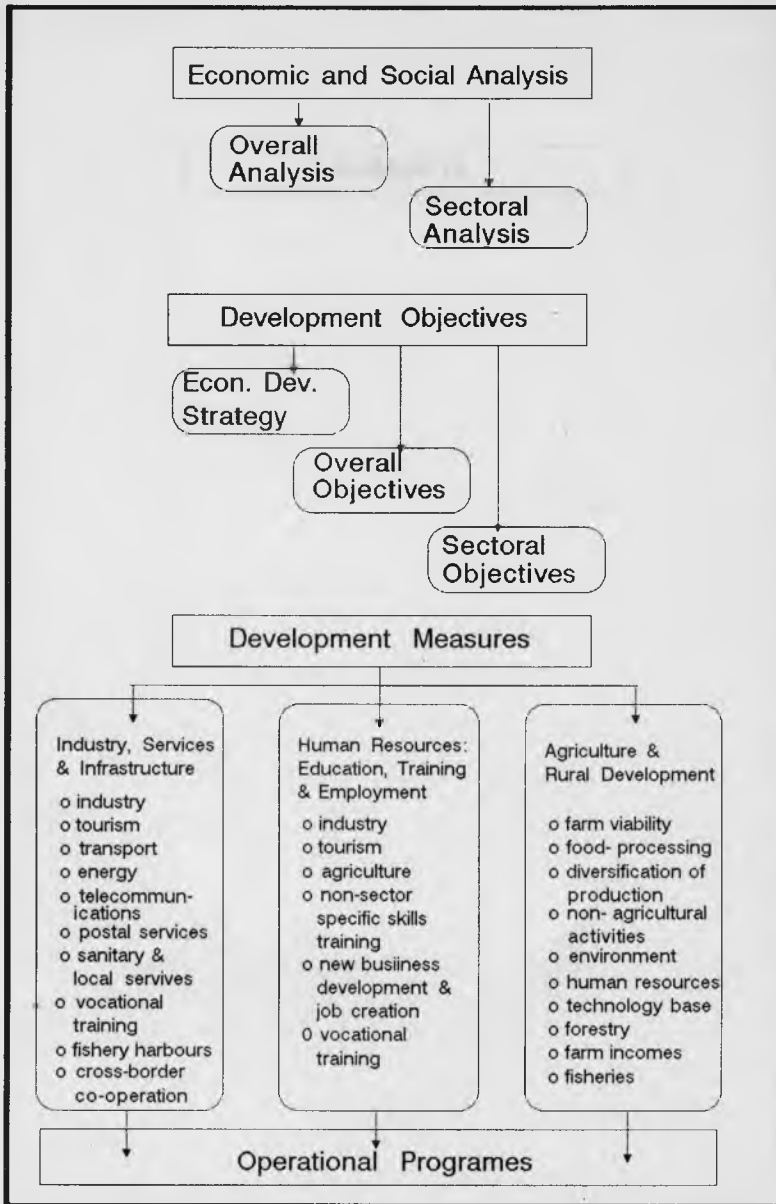 Economic and Social Analysis
Overall
Analysis
Sectoral
Analysis
Development Objectives
Econ. Dev.
Strategy
Overall
Objectives
Sectoral
Objectives
Development Measures
Industry, Services
& Infrastructure
o industry
o tourism
o transport
o energy
o telecommun-
ications
o postal services
o sanitary &
local servives
o vocational
training
o fishery harbours
o cross-border
co-operation
Human Resources:
Education, Training
& Employment
o industry
o tourism
o agriculture
o non-sector
specific skills
training
o new busiiness
development &
job creation
0 vocational
training
Agriculture &
Rural Development
o farm viability
o food- processing
o diversification of
production
o non- agricultural
activities
o environment
o human resources
o technology base
o forestry
o farm incomes
o fisheries
Operational Programes